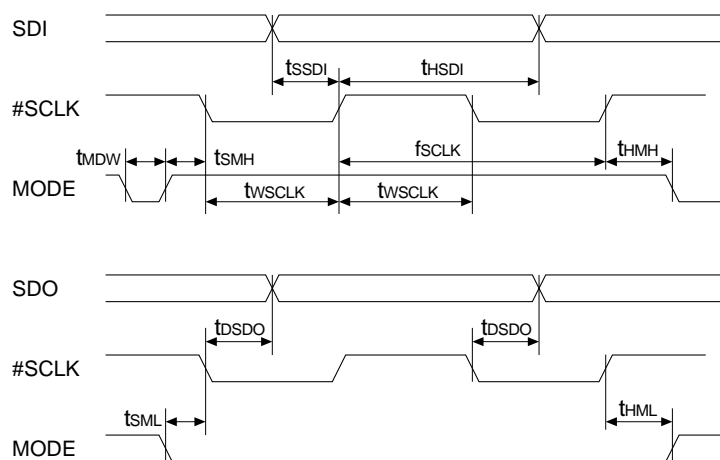 SDI
tSSDI tHSDI
#SCLK
tMDW tSMH fSCLK tHMH
MODE
tWSCLK tWSCLK
SDO
tDSDO tDSDO
#SCLK
tSML tHML
MODE